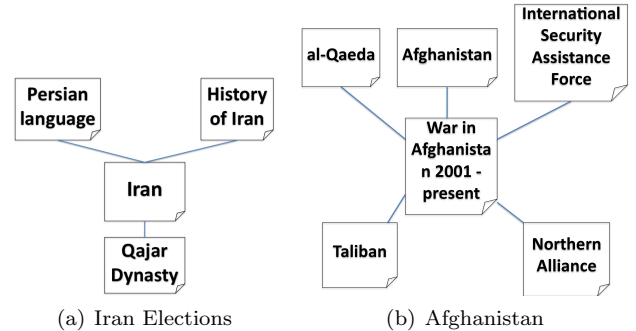 Persian
language
History
of Iran
Iran
Qajar
Dynasty
(a) Iran Elections
al-Qaeda
Afghanistan
International
Security
Assistance
Force
War in
Afghanista
n 2001 -
present
Taliban
Northern
Alliance
(b) Afghanistan